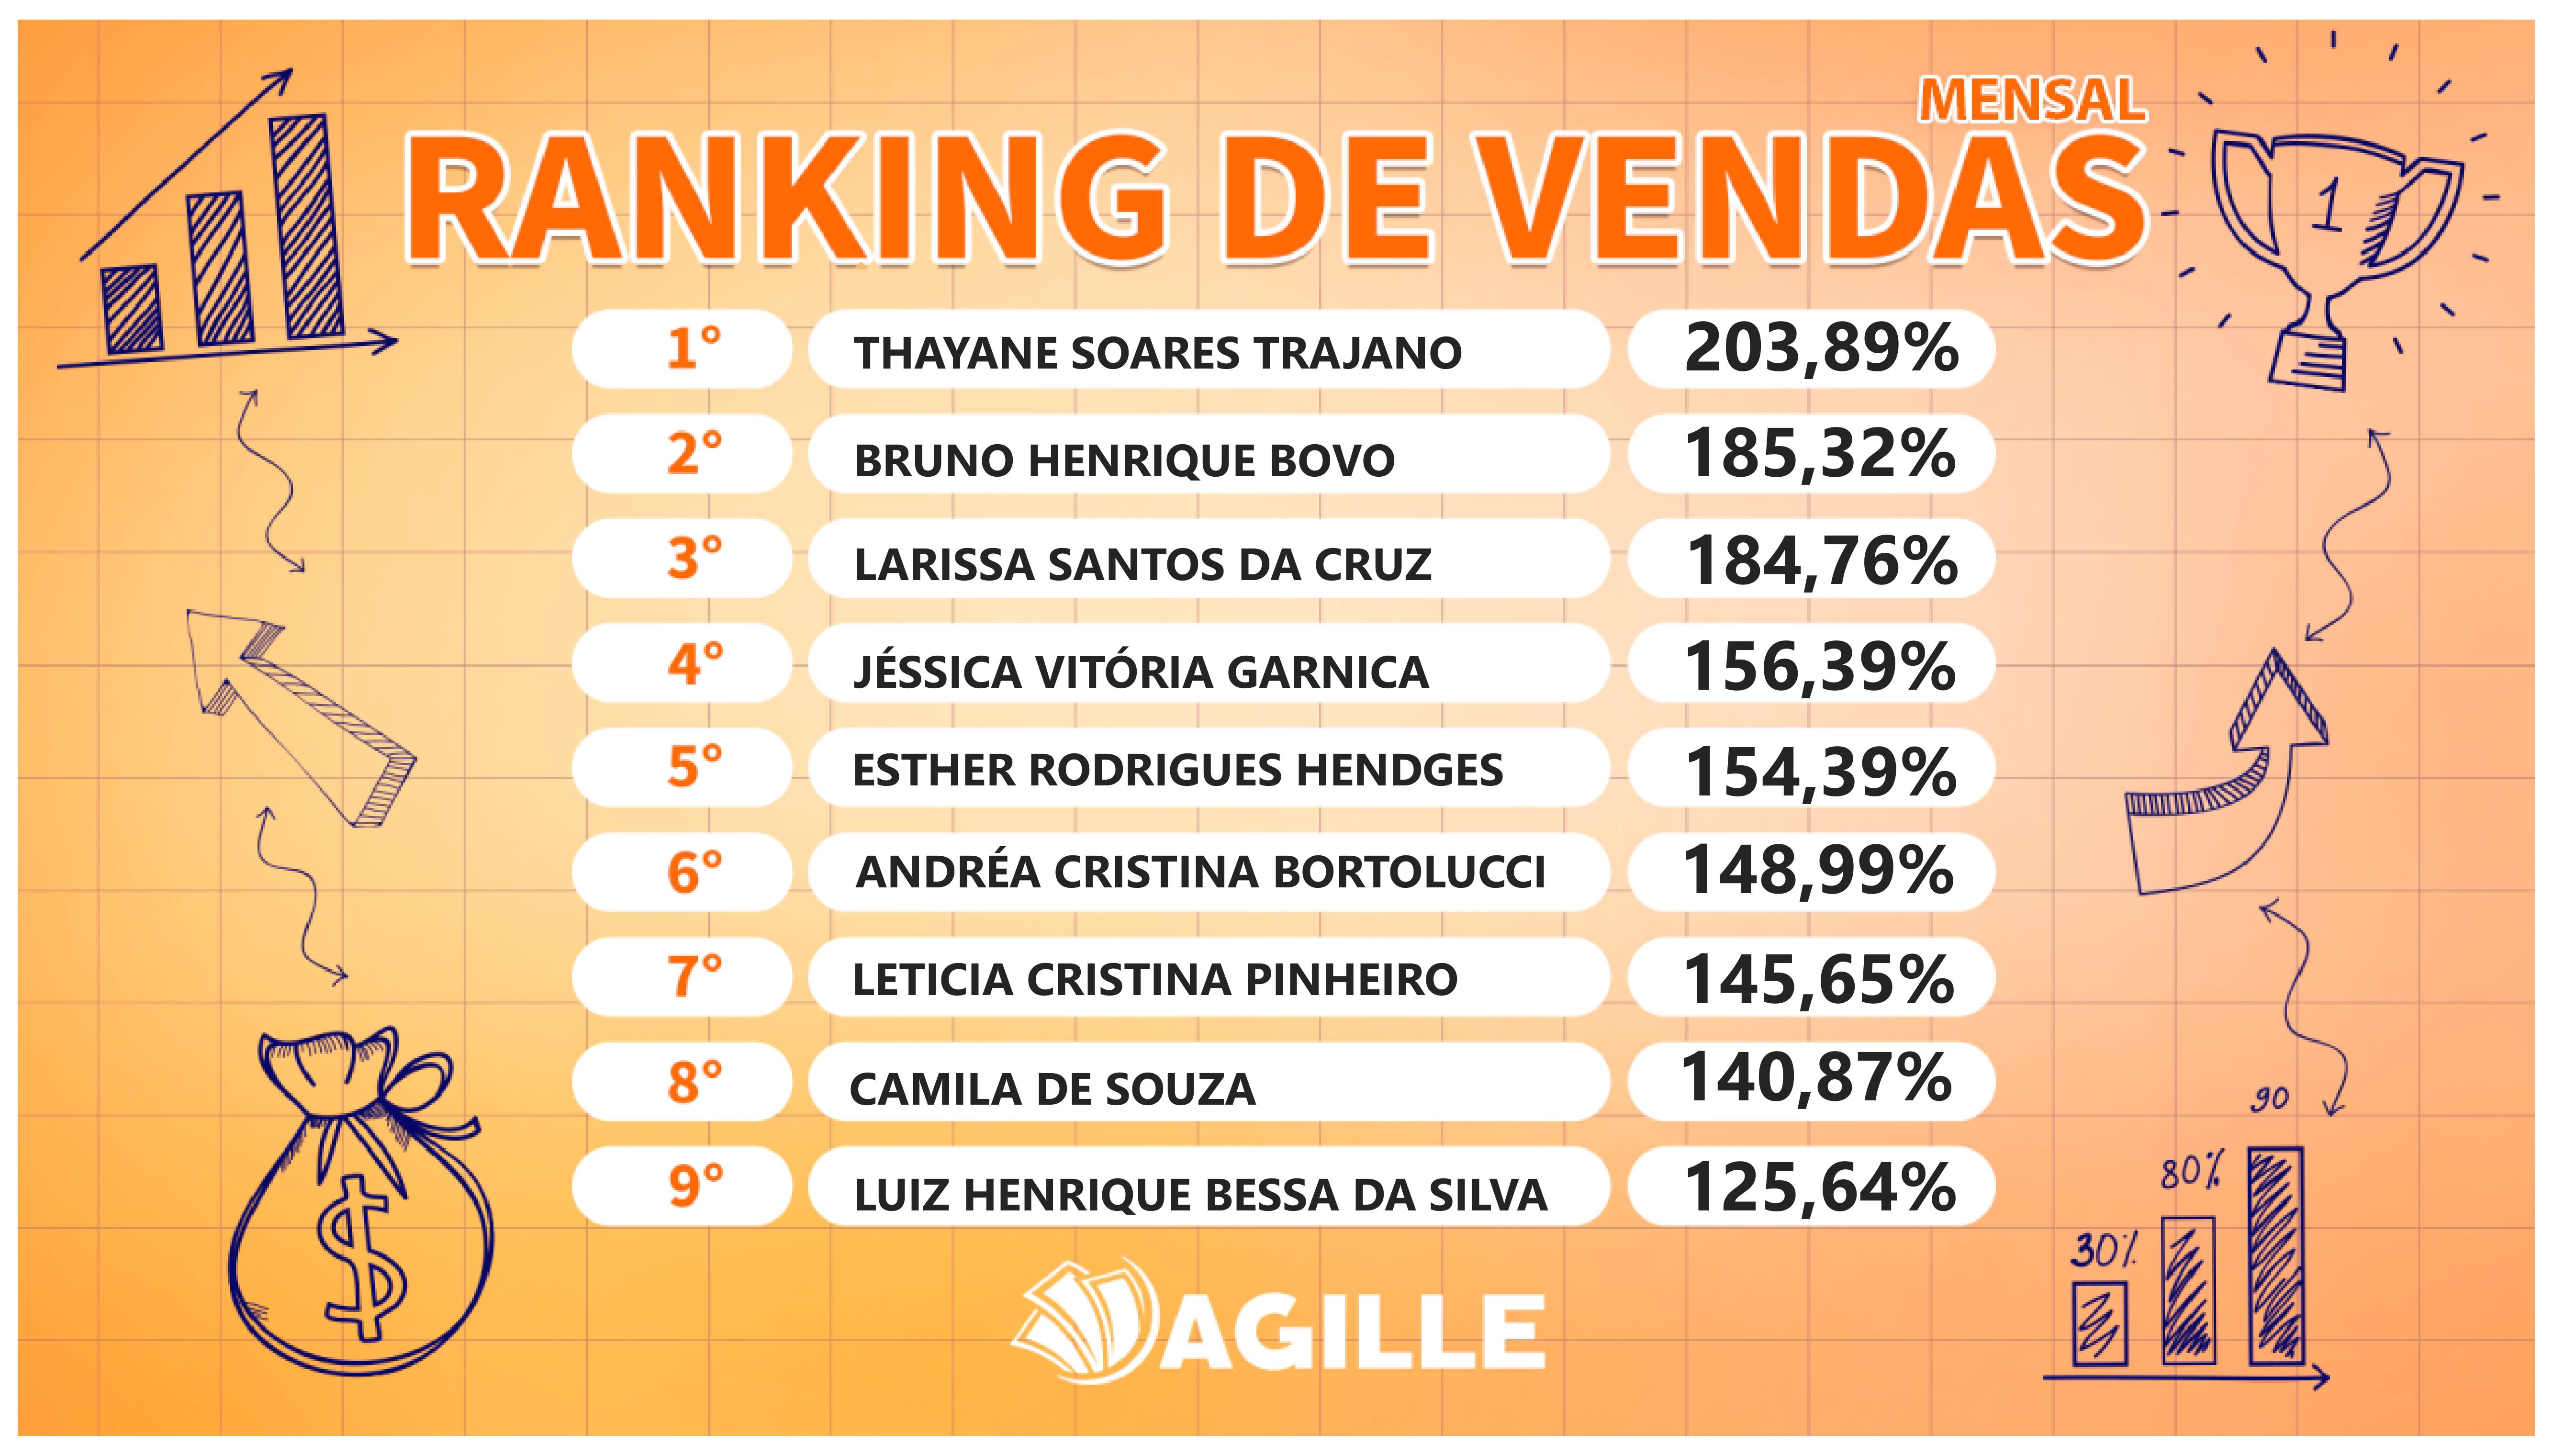 MENSAL
RANKING DE VENDAS
1
1° THAYANE SOARES TRAJANO 203,89%
2° BRUNO HENRIQUE BOVO 185,32%
3° LARISSA SANTOS DA CRUZ 184,76%
4° JÉSSICA VITÓRIA GARNICA 156,39%
5° ESTHER RODRIGUES HENDGES 154,39%
6° ANDRÉA CRISTINA BORTOLUCCI 148,99%
7° LETICIA CRISTINA PINHEIRO 145,65%
8° CAMILA DE SOUZA 140,87%
9° LUIZ HENRIQUE BESSA DA SILVA 125,64%
90
80%
30%
$
AGILLE